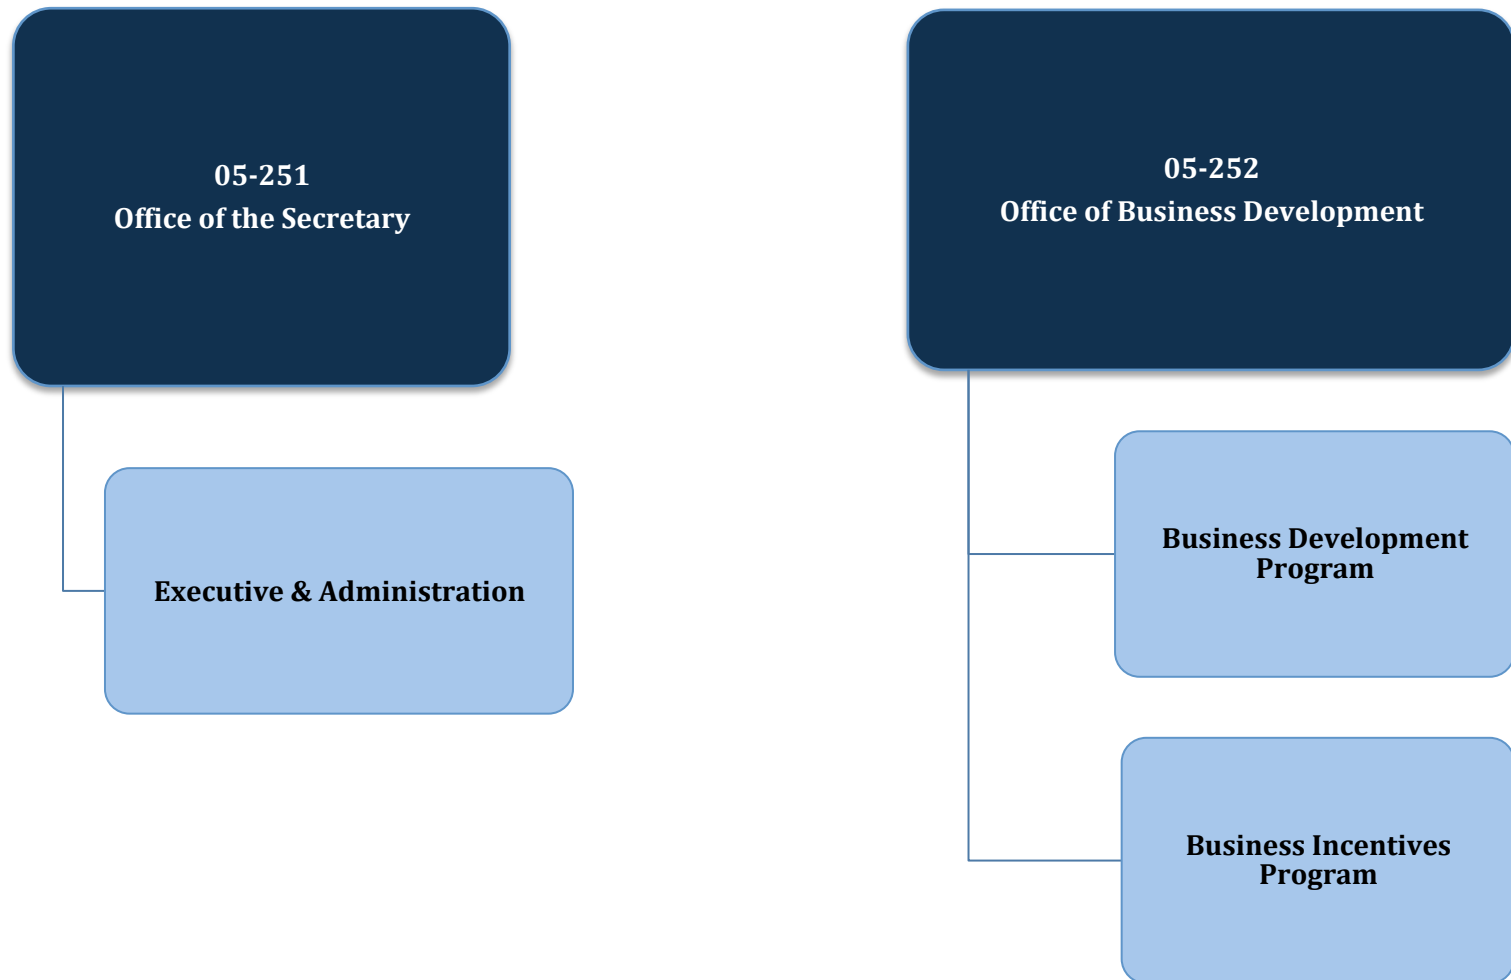 05-251
Office of the Secretary
Executive & Administration
05-252
Office of Business Development
Business Development
Program
Business Incentives
Program